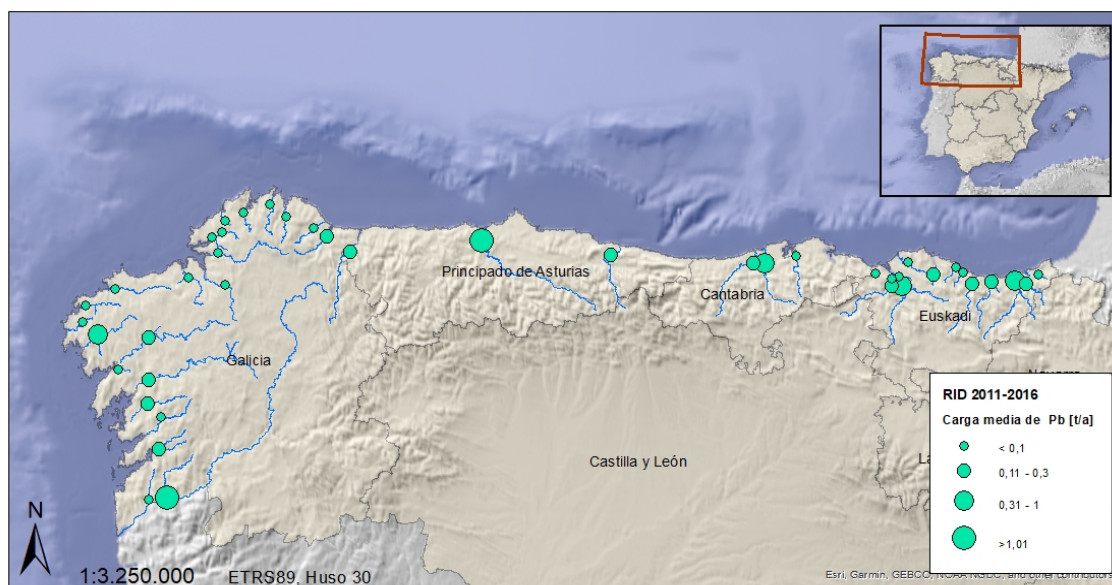 Principado de Asturias
Cantabria
Euskadi
Galicia
Castilla y León
RID 2011-2016
Carga media de Pb [t/a]
< 0,1
0,11 - 0,3
0,31 - 1
>1,01
N
1:3.250.000
ETRS89, Huso 30
Esri, Garmin, GEBCO, NOAA NGDC, and other contributors